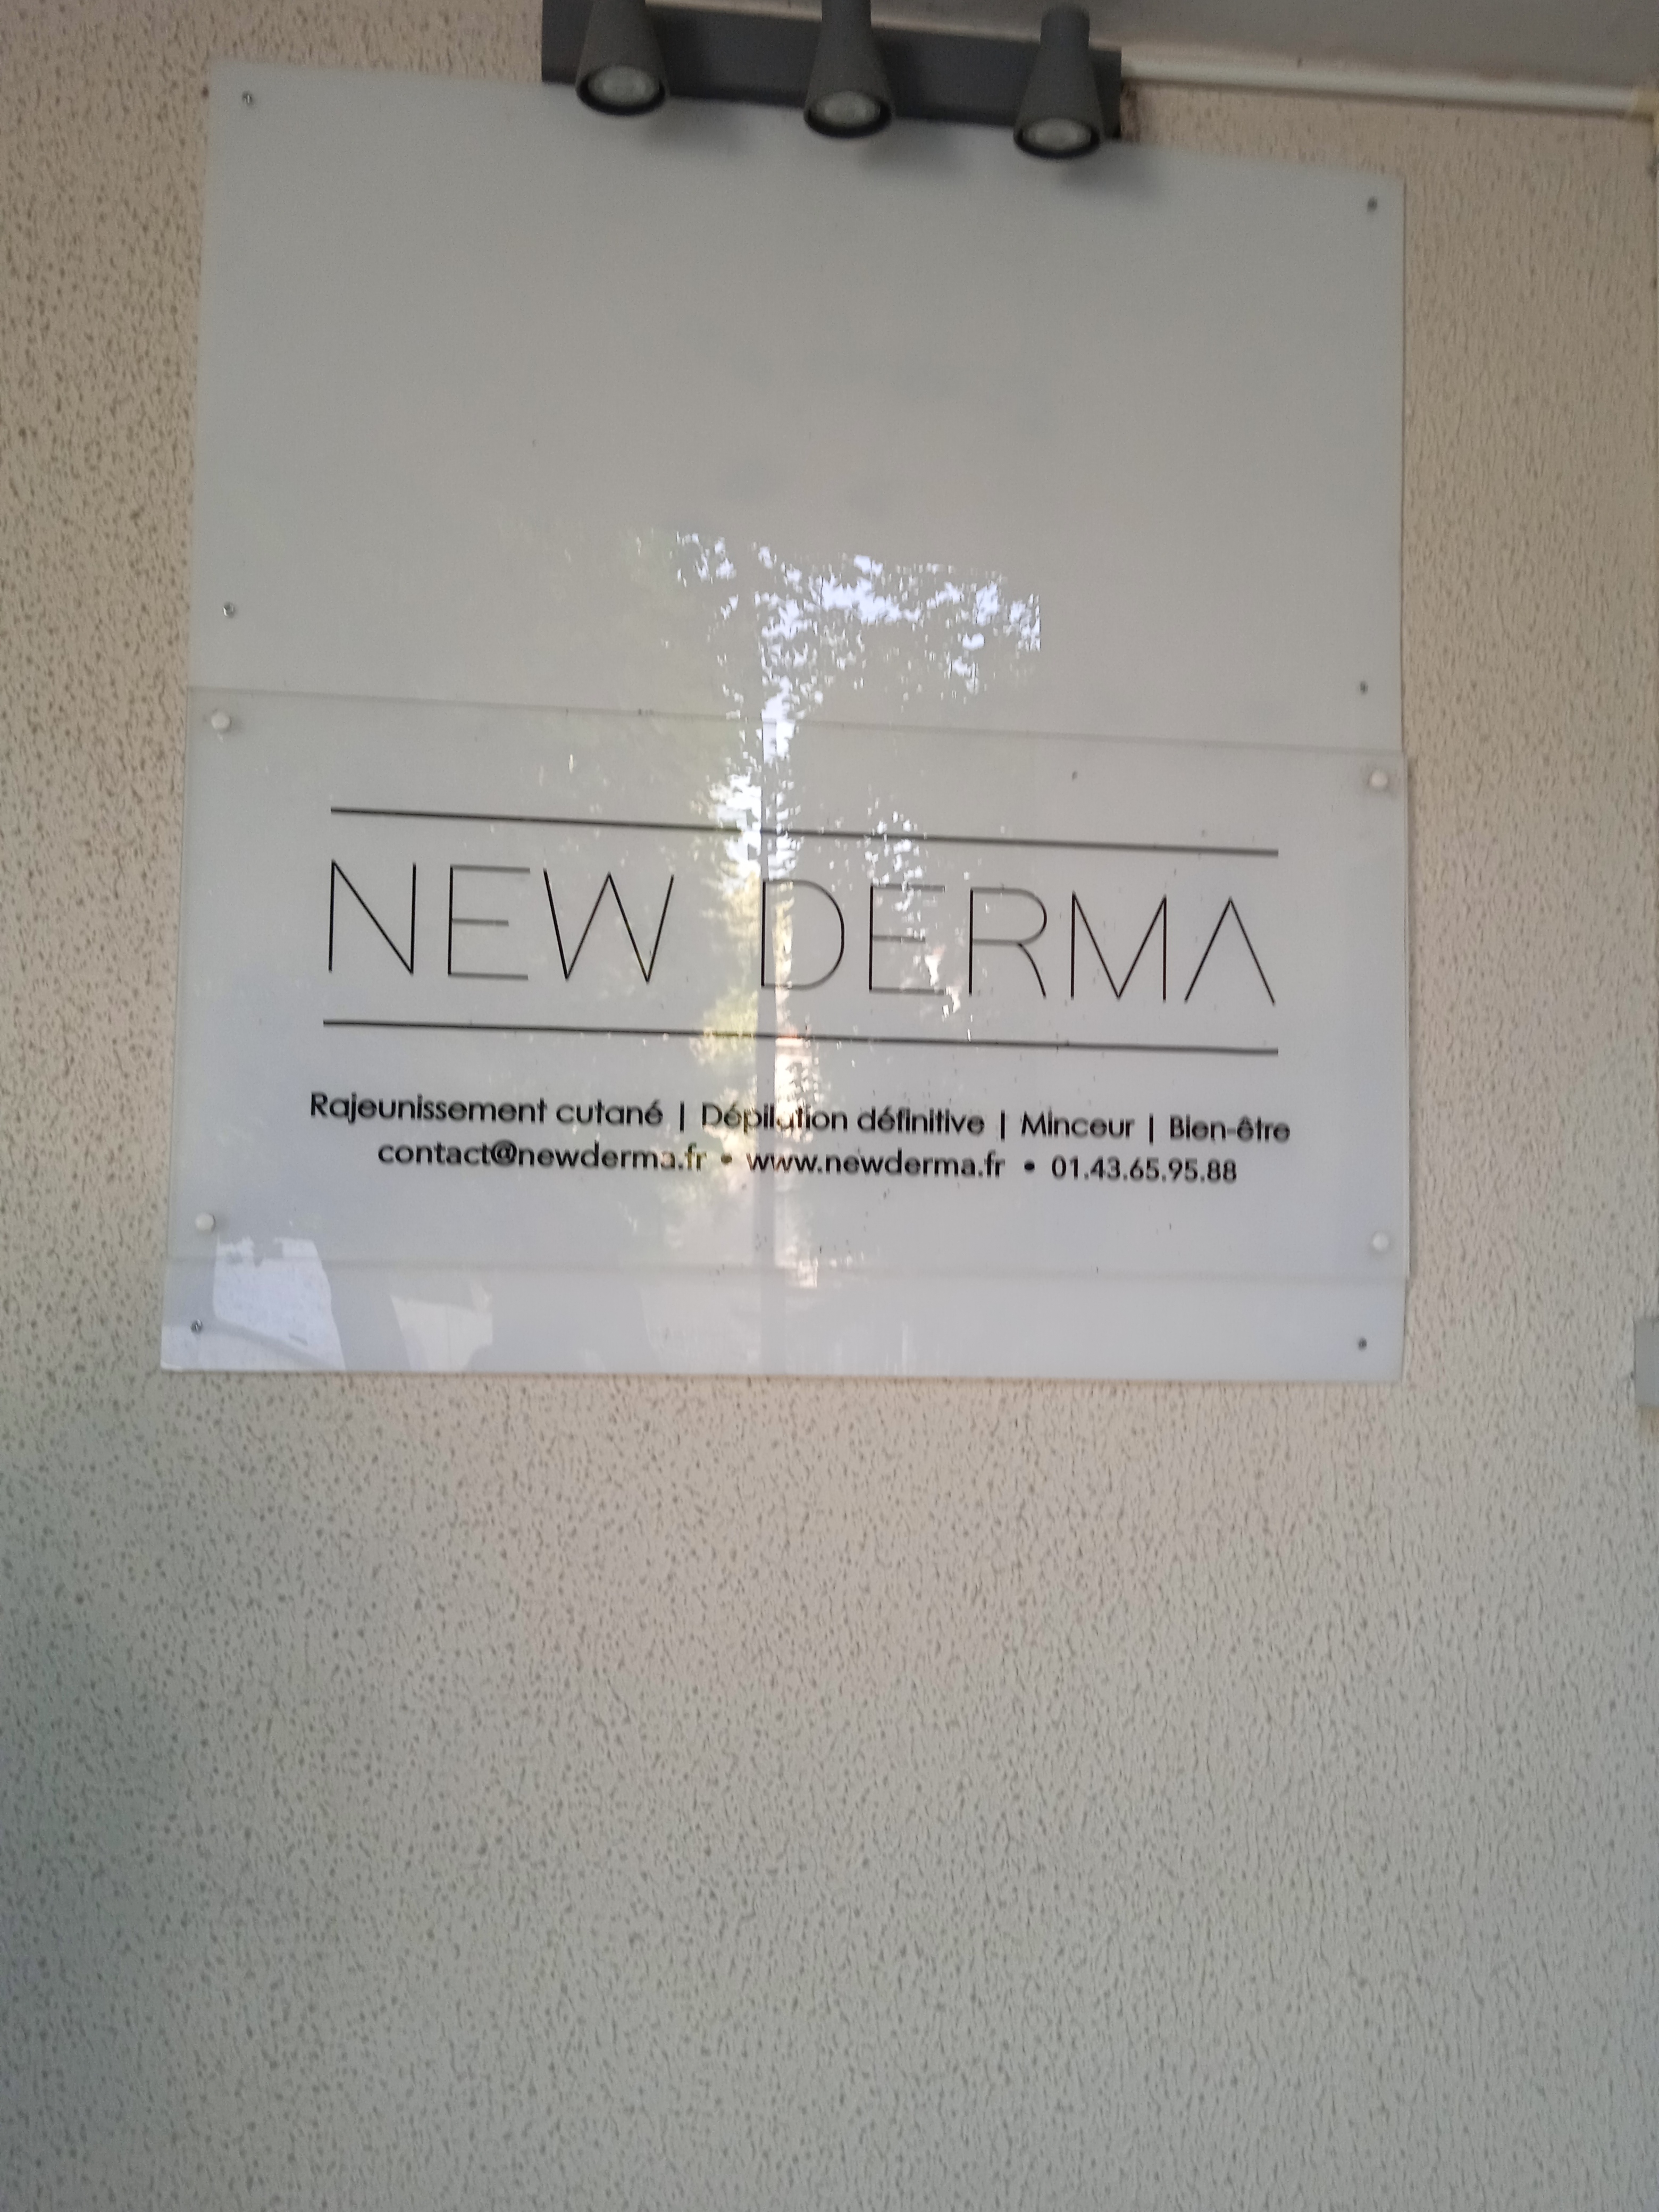 NEW DERMA
Rajeunissement cutané | Dépilation définitive | Minceur | Bien-être
contact@newderma.fr • www.newderma.fr • 01.43.65.95.88